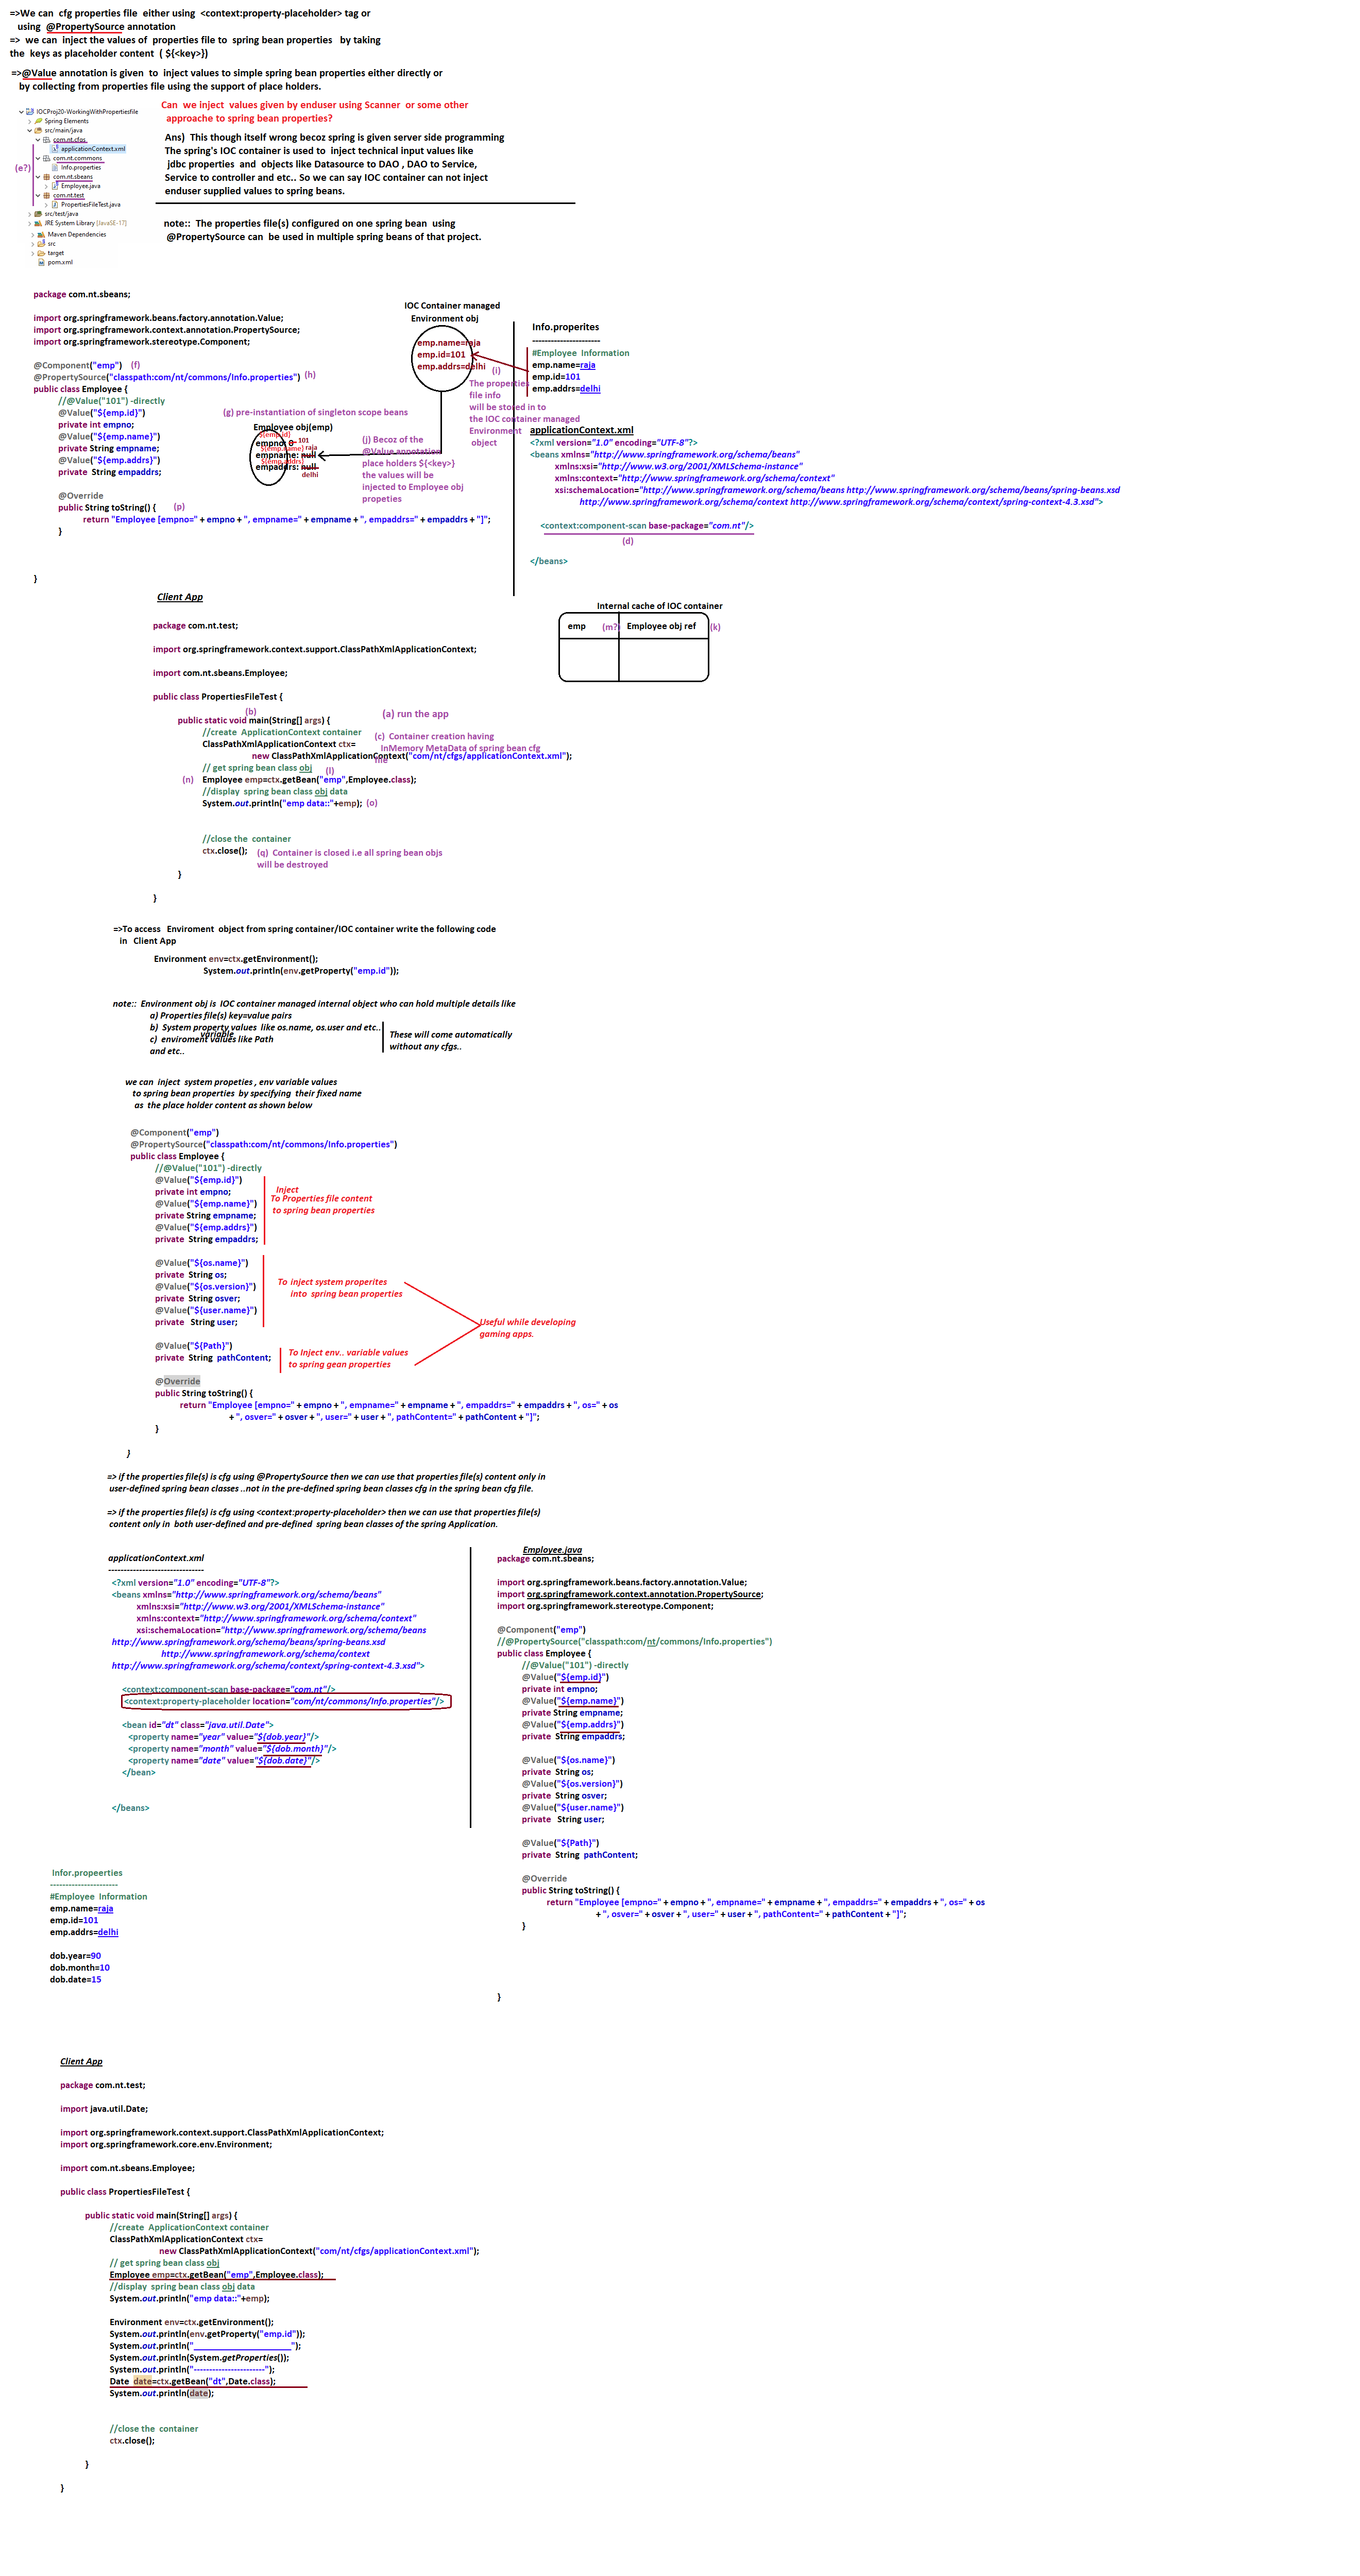 =>We can cfg properties file either using <context:property-placeholder> tag or
using @PropertySource annotation
=> we can inject the values of properties file to spring bean properties by taking
the keys as placeholder content ( ${<key>})
=>@Value annotation is given to inject values to simple spring bean properties either directly or
by collecting from properties file using the support of place holders.
IOCProj20-WorkingWithPropertiesfile
Spring Elements
src/main/java
com.nt.cfgs
applicationContext.xml
com.nt.commons
(e?)
Info.properties
com.nt.sbeans
Employee.java
com.nt.test
PropertiesFileTest.java
src/test/java
JRE System Library [JavaSE-17]
Maven Dependencies
src
target
pom.xml
Can we inject values given by enduser using Scanner or some other
approache to spring bean properties?
Ans) This though itself wrong becoz spring is given server side programming
The spring's IOC container is used to inject technical input values like
jdbc properties and objects like Datasource to DAO , DAO to Service,
Service to controller and etc.. So we can say IOC container can not inject
enduser supplied values to spring beans.
note:: The properties file(s) configured on one spring bean using
@PropertySource can be used in multiple spring beans of that project.
package com.nt.sbeans;
import org.springframework.beans.factory.annotation.Value;
import org.springframework.context.annotation.PropertySource;
import org.springframework.stereotype.Component;
@Component("emp") (f)
@PropertySource("classpath:com/nt/commons/Info.properties") (h)
public class Employee {
//@Value("101") -directly
@Value("${emp.id}")
private int empno;
@Value("${emp.name}")
private String empname;
@Value("${emp.addrs}")
private String empaddrs;
@Override
public String toString() { (p)
return "Employee [empno=" + empno + ", empname=" + empname + ", empaddrs=" + empaddrs + "]";
}
}
IOC Container managed
Environment obj
emp.name=raja
emp.id=101
emp.addrs=delhi
(i)
The properties
file info
will be stored in to
the IOC container managed
Environment
object
(g) pre-instantiation of singleton scope beans
Employee obj(emp)
${emp.id}
empno: 0 101
${emp.name} raja
empname: null
${emp.addrs}
empaddrs: null
delhi
(j) Becoz of the
@Value annotation
place holders ${<key>}
the values will be
injected to Employee obj
propeties
Info.properites
----------------------
#Employee Information
emp.name=raja
emp.id=101
emp.addrs=delhi
applicationContext.xml
<?xml version="1.0" encoding="UTF-8"?>
<beans xmlns="http://www.springframework.org/schema/beans"
xmlns:xsi="http://www.w3.org/2001/XMLSchema-instance"
xmlns:context="http://www.springframework.org/schema/context"
xsi:schemaLocation="http://www.springframework.org/schema/beans http://www.springframework.org/schema/beans/spring-beans.xsd
http://www.springframework.org/schema/context http://www.springframework.org/schema/context/spring-context-4.3.xsd">
<context:component-scan base-package="com.nt"/>
(d)
</beans>
Internal cache of IOC container
emp (m?) Employee obj ref (k)
Client App
package com.nt.test;
import org.springframework.context.support.ClassPathXmlApplicationContext;
import com.nt.sbeans.Employee;
public class PropertiesFileTest {
(b)
public static void main(String[] args) {
(a) run the app
//create ApplicationContext container
(c) Container creation having
InMemory MetaData of spring bean cfg
file
ClassPathXmlApplicationContext ctx=
new ClassPathXmlApplicationContext("com/nt/cfgs/applicationContext.xml");
// get spring bean class obj (l)
(n) Employee emp=ctx.getBean("emp",Employee.class);
//display spring bean class obj data
System.out.println("emp data::"+emp); (o)
//close the container
ctx.close(); (q) Container is closed i.e all spring bean objs
will be destroyed
}
}
=>To access Enviroment object from spring container/IOC container write the following code
in Client App
Environment env=ctx.getEnvironment();
System.out.println(env.getProperty("emp.id"));
note:: Environment obj is IOC container managed internal object who can hold multiple details like
a) Properties file(s) key=value pairs
b) System property values like os.name, os.user and etc..
variable
c) enviroment values like Path
and etc..
These will come automatically
without any cfgs..
we can inject system propeties , env variable values
to spring bean properties by specifying their fixed name
as the place holder content as shown below
@Component("emp")
@PropertySource("classpath:com/nt/commons/Info.properties")
public class Employee {
//@Value("101") -directly
@Value("${emp.id}")
private int empno;
@Value("${emp.name}")
private String empname;
@Value("${emp.addrs}")
private String empaddrs;
Inject
To Properties file content
to spring bean properties
@Value("${os.name}")
private String os;
@Value("${os.version}")
private String osver;
@Value("${user.name}")
private String user;
To inject system properites
into spring bean properties
Useful while developing
gaming apps.
@Value("${Path}")
private String pathContent;
To Inject env.. variable values
to spring gean properties
@Override
public String toString() {
return "Employee [empno=" + empno + ", empname=" + empname + ", empaddrs=" + empaddrs + ", os=" + os
+ ", osver=" + osver + ", user=" + user + ", pathContent=" + pathContent + "]";
}
}
=> if the properties file(s) is cfg using @PropertySource then we can use that properties file(s) content only in
user-defined spring bean classes ..not in the pre-defined spring bean classes cfg in the spring bean cfg file.
=> if the properties file(s) is cfg using <context:property-placeholder> then we can use that properties file(s)
content only in both user-defined and pre-defined spring bean classes of the spring Application.
applicationContext.xml
-------------------------------
<?xml version="1.0" encoding="UTF-8"?>
<beans xmlns="http://www.springframework.org/schema/beans"
xmlns:xsi="http://www.w3.org/2001/XMLSchema-instance"
xmlns:context="http://www.springframework.org/schema/context"
xsi:schemaLocation="http://www.springframework.org/schema/beans
http://www.springframework.org/schema/beans/spring-beans.xsd
http://www.springframework.org/schema/context
http://www.springframework.org/schema/context/spring-context-4.3.xsd">
<context:component-scan base-package="com.nt"/>
<context:property-placeholder location="com/nt/commons/Info.properties"/>
<bean id="dt" class="java.util.Date">
<property name="year" value="${dob.year}"/>
<property name="month" value="${dob.month}"/>
<property name="date" value="${dob.date}"/>
</bean>
</beans>
Employee.java
package com.nt.sbeans;
import org.springframework.beans.factory.annotation.Value;
import org.springframework.context.annotation.PropertySource;
import org.springframework.stereotype.Component;
@Component("emp")
//@PropertySource("classpath:com/nt/commons/Info.properties")
public class Employee {
//@Value("101") -directly
@Value("${emp.id}")
private int empno;
@Value("${emp.name}")
private String empname;
@Value("${emp.addrs}")
private String empaddrs;
@Value("${os.name}")
private String os;
@Value("${os.version}")
private String osver;
@Value("${user.name}")
private String user;
@Value("${Path}")
private String pathContent;
@Override
public String toString() {
return "Employee [empno=" + empno + ", empname=" + empname + ", empaddrs=" + empaddrs + ", os=" + os
+ ", osver=" + osver + ", user=" + user + ", pathContent=" + pathContent + "]";
}
}
Infor.propeerties
----------------------
#Employee Information
emp.name=raja
emp.id=101
emp.addrs=delhi
dob.year=90
dob.month=10
dob.date=15
Client App
package com.nt.test;
import java.util.Date;
import org.springframework.context.support.ClassPathXmlApplicationContext;
import org.springframework.core.env.Environment;
import com.nt.sbeans.Employee;
public class PropertiesFileTest {
public static void main(String[] args) {
//create ApplicationContext container
ClassPathXmlApplicationContext ctx=
new ClassPathXmlApplicationContext("com/nt/cfgs/applicationContext.xml");
// get spring bean class obj
Employee emp=ctx.getBean("emp",Employee.class);
//display spring bean class obj data
System.out.println("emp data::"+emp);
Environment env=ctx.getEnvironment();
System.out.println(env.getProperty("emp.id"));
System.out.println("_______________________");
System.out.println(System.getProperties());
System.out.println("-----------------------");
Date date=ctx.getBean("dt",Date.class);
System.out.println(date);
//close the container
ctx.close();
}
}